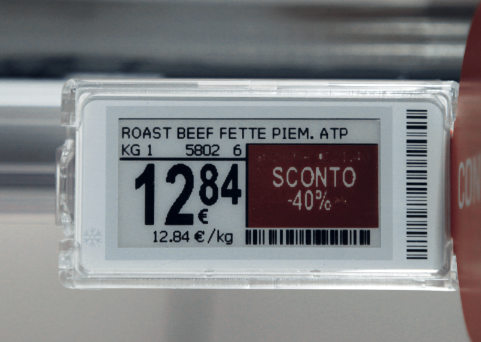 ROAST BEEF FETTE PIEM. ATP
KG 1 5802 6
12 84 €
SCONTO
-40%
12.84 €/kg